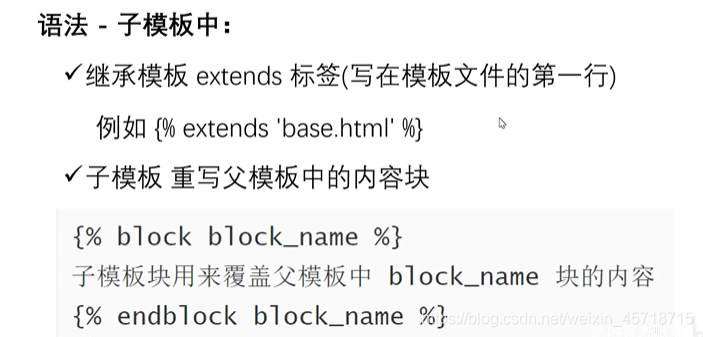 语法 - 子模板中：
✓继承模板 extends 标签(写在模板文件的第一行)
例如 {% extends 'base.html' %}
✓子模板 重写父模板中的内容块
{% block block_name %}
子模板块用来覆盖父模板中 block_name 块的内容
{% endblock block_name %}
https://blog.csdn.net/weixin_45718715